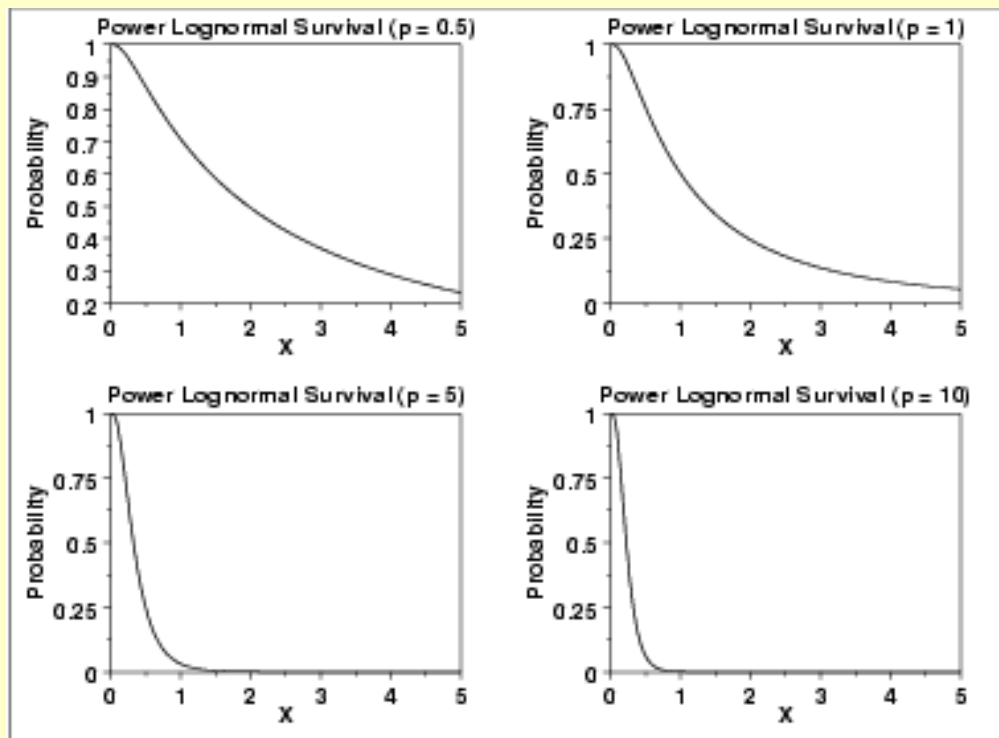 Power Lognormal Survival (p = 0.5)
Probability
1
0.9
0.8
0.7
0.6
0.5
0.4
0.3
0.2
0 1 2 3 4 5
X
Power Lognormal Survival (p = 1)
Probability
1
0.75
0.5
0.25
0
0 1 2 3 4 5
X
Power Lognormal Survival (p = 5)
Probability
1
0.75
0.5
0.25
0
0 1 2 3 4 5
X
Power Lognormal Survival (p = 10)
Probability
1
0.75
0.5
0.25
0
0 1 2 3 4 5
X